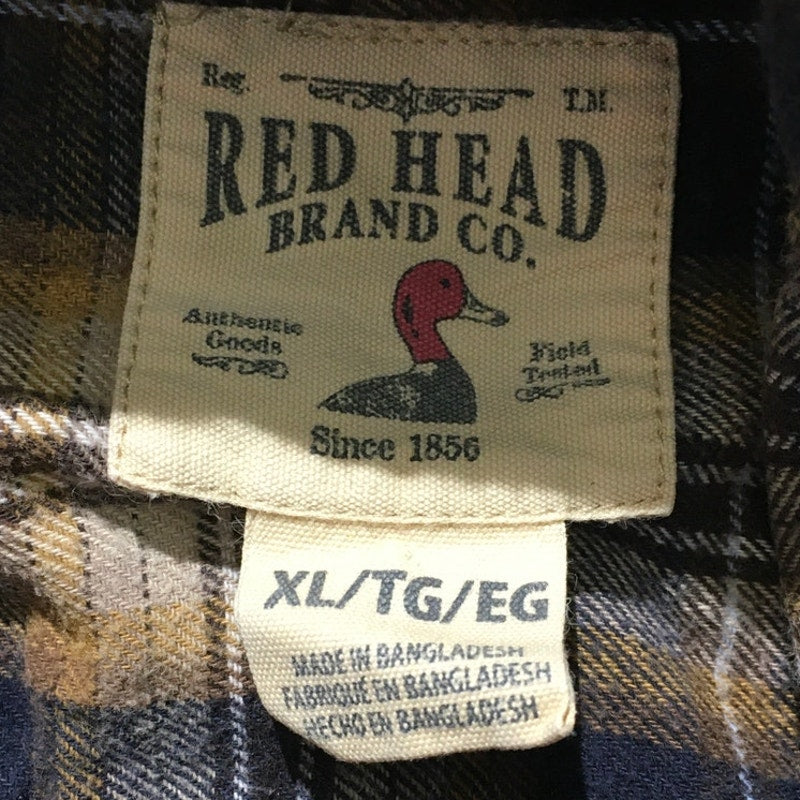 Reg. T.M.
RED HEAD
BRAND CO.
Authentic
Goods
Field
Tested
Since 1856
XL/TG/EG
MADE IN BANGLADESH
FABRIQUÉ EN BANGLADESH
HECHO EN BANGLADESH